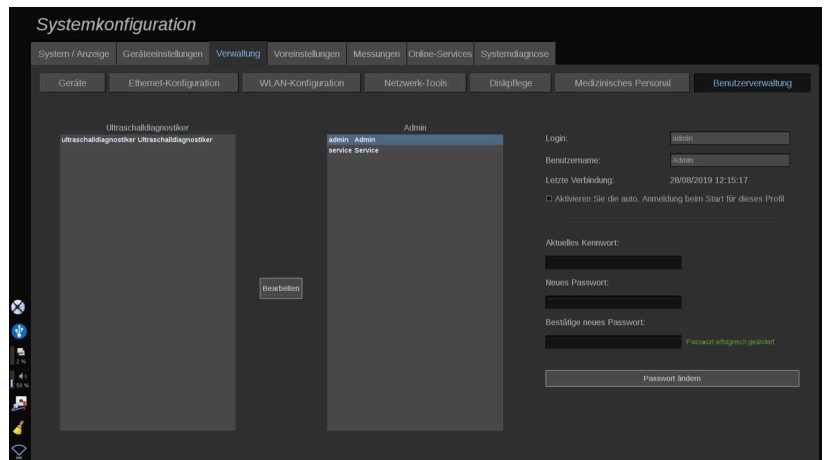 Systemkonfiguration
System / Anzeige Geräteeinstellungen Verwaltung Voreinstellungen Messungen Online-Services Systemdiagnose
Geräte Ethernet-Konfiguration WLAN-Konfiguration Netzwerk-Tools Diskpflege Medizinisches Personal Benutzerverwaltung
Ultraschalldiagnostiker
ultraschalldiagnostiker Ultraschalldiagnostiker
Bearbeiten
Admin
admin Admin
service Service
Login: admin
Benutzername: Admin
Letzte Verbindung: 28/08/2019 12:15:17
Aktivieren Sie die auto. Anmeldung beim Start für dieses Profil
Aktuelles Kennwort:
Neues Passwort:
Bestätige neues Passwort:
Passwort erfolgreich geändert
Passwort ändern
2 %
59 %